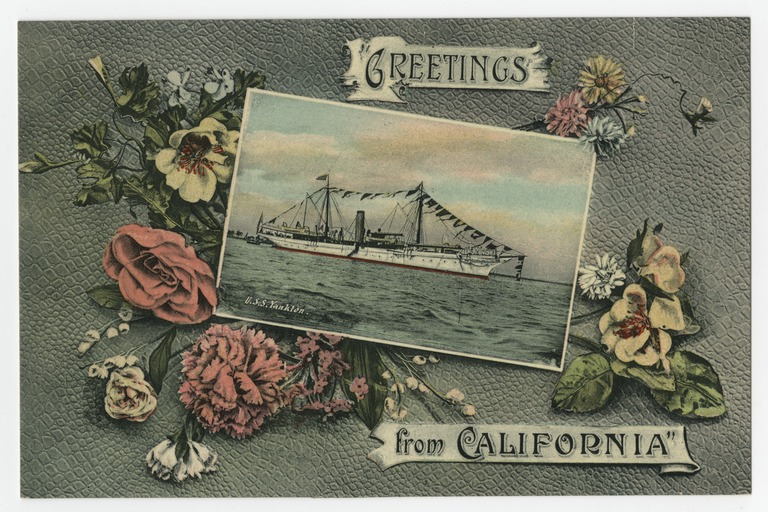 "GREETINGS
U.S.S. Yankton.
from CALIFORNIA"